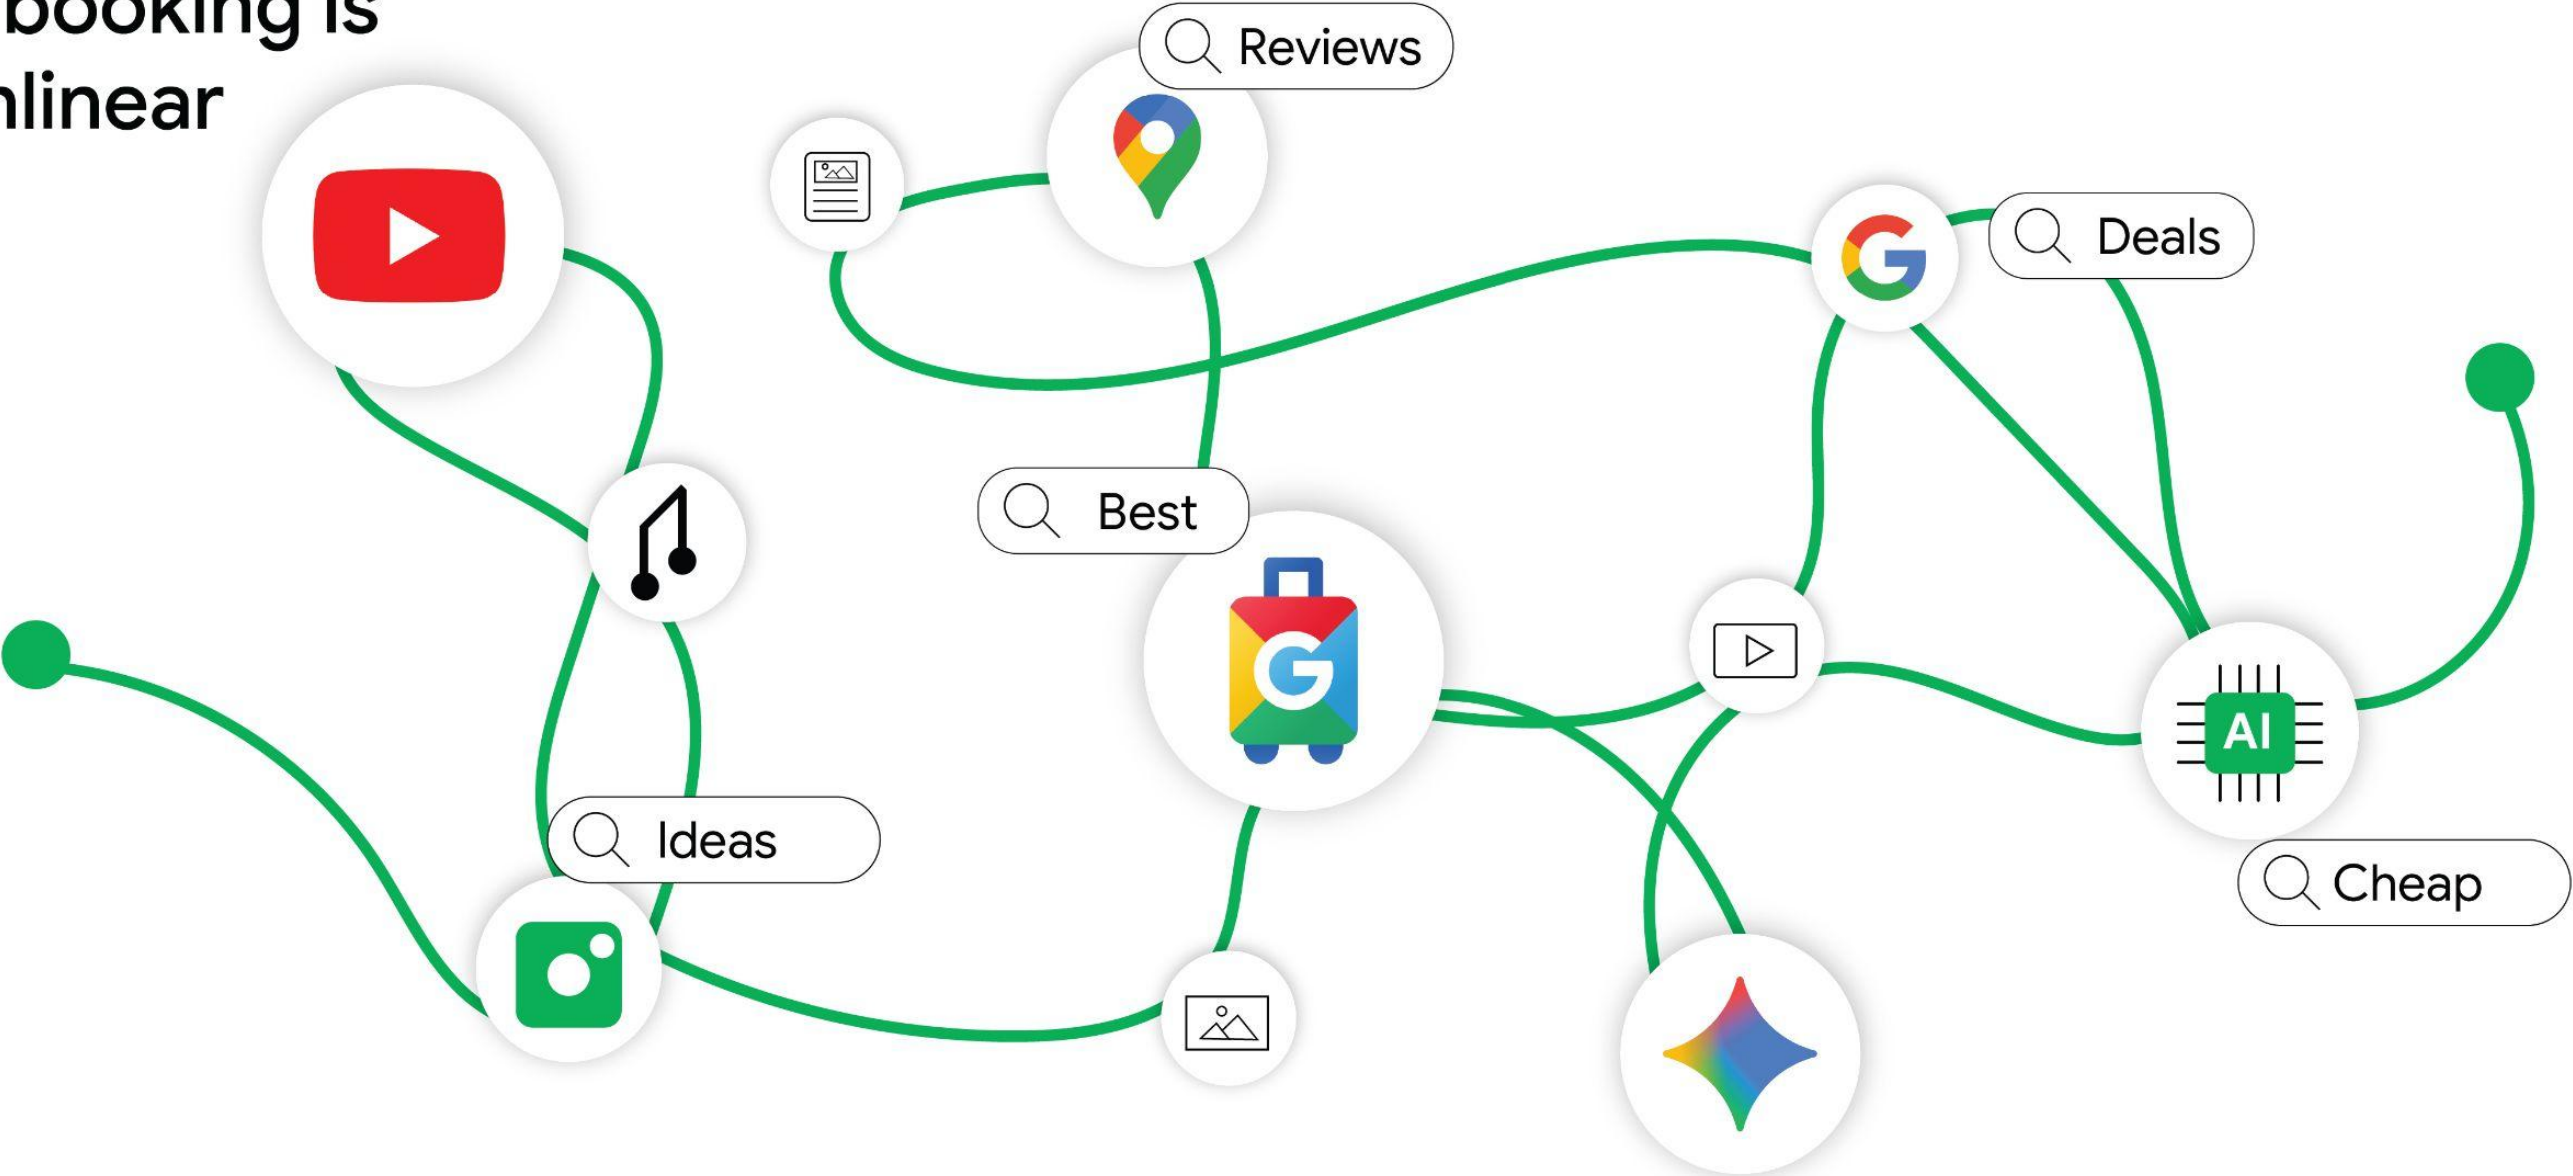 booking is
nlinear
Reviews
Deals
Best
AI
Ideas
Cheap